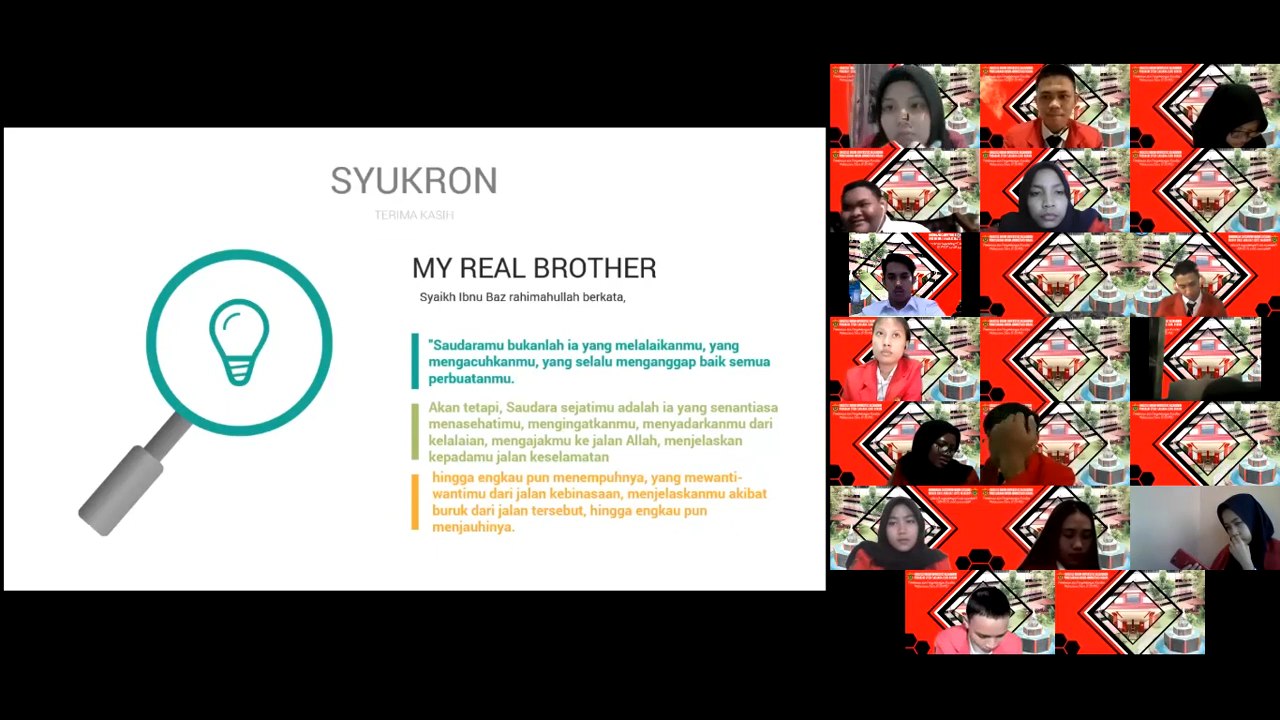 SYUKRON
TERIMA KASIH
MY REAL BROTHER
Syaikh Ibnu Baz rahimahullah berkata,
"Saudaramu bukanlah ia yang melalaikanmu, yang
mengacuhkanmu, yang selalu menganggap baik semua
perbuatanmu.
Akan tetapi, Saudara sejatimu adalah ia yang senantiasa
menasehatimu, mengingatkanmu, menyadarkanmu dari
kelalaian, mengajakmu ke jalan Allah, menjelaskan
kepadamu jalan keselamatan
hingga engkau pun menempuhnya, yang mewanti-
wantimu dari jalan kebinasaan, menjelaskanmu akibat
buruk dari jalan tersebut, hingga engkau pun
menjauhinya.